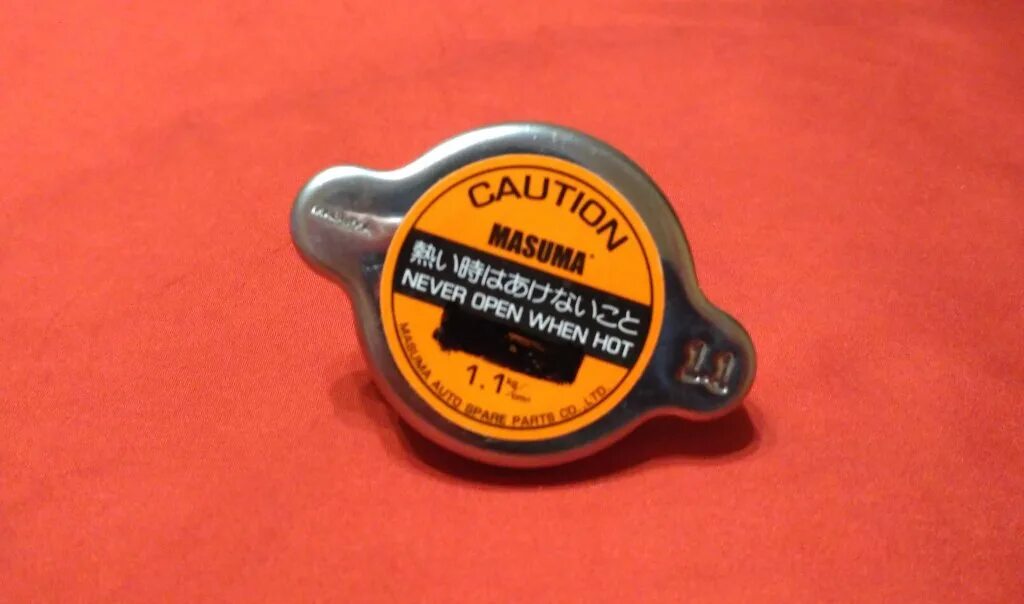 CAUTION
MASUMA
熱い時はあけないこと
NEVER OPEN WHEN HOT
1.1 kg/
MASUMA AUTO SPARE PARTS CO.,LTD.
1.1